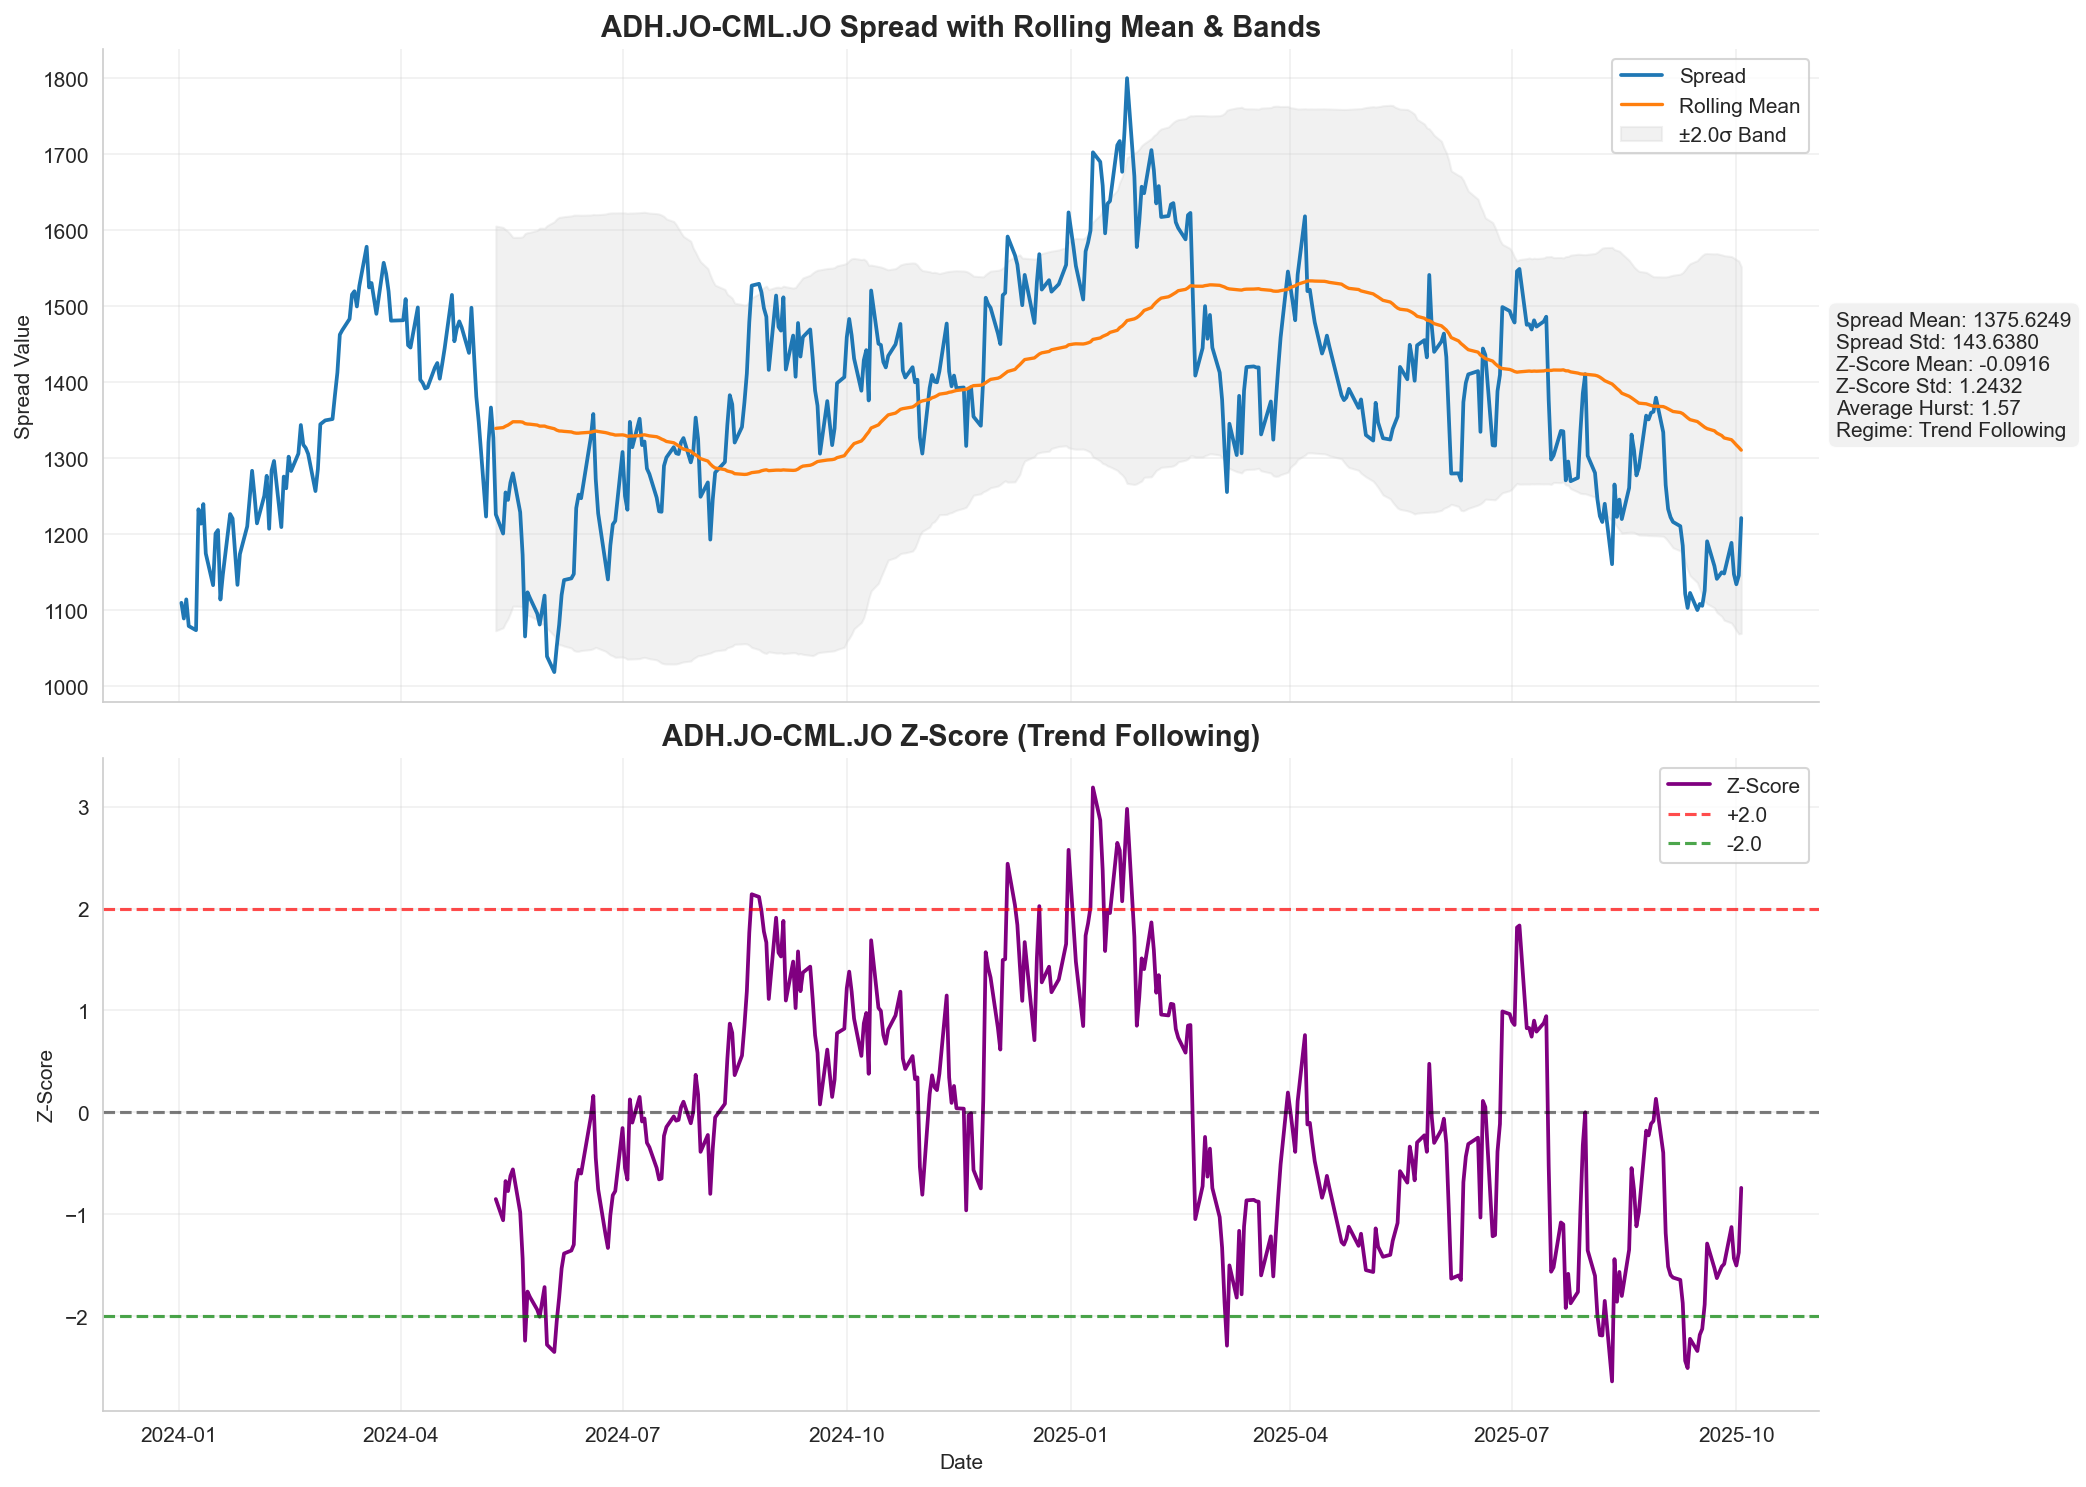 ADH.JO-CML.JO Spread with Rolling Mean & Bands
Spread Value
1800
1700
1600
1500
1400
1300
1200
1100
1000
Spread
Rolling Mean
±2.0σ Band
Spread Mean: 1375.6249
Spread Std: 143.6380
Z-Score Mean: -0.0916
Z-Score Std: 1.2432
Average Hurst: 1.57
Regime: Trend Following
ADH.JO-CML.JO Z-Score (Trend Following)
Z-Score
3
2
1
0
−1
−2
Z-Score
+2.0
-2.0
2024-01 2024-04 2024-07 2024-10 2025-01 2025-04 2025-07 2025-10
Date